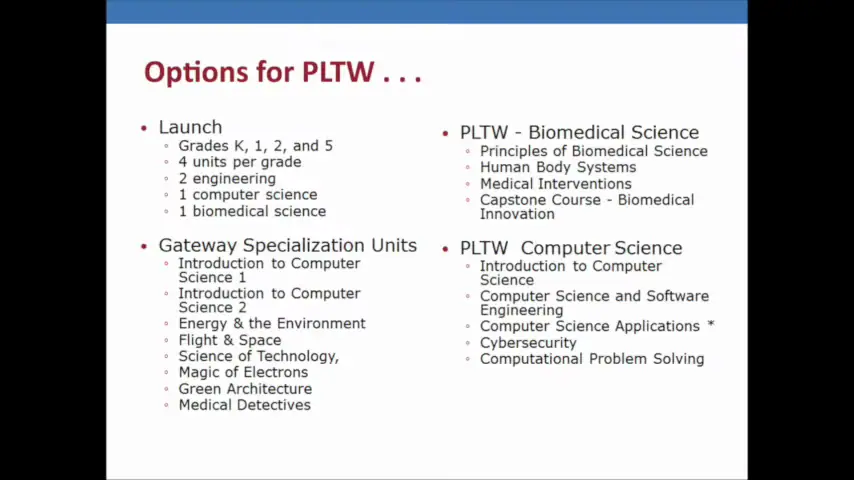 Options for PLTW . . .
• Launch
◦ Grades K, 1, 2, and 5
◦ 4 units per grade
◦ 2 engineering
◦ 1 computer science
◦ 1 biomedical science
• Gateway Specialization Units
◦ Introduction to Computer
Science 1
◦ Introduction to Computer
Science 2
◦ Energy & the Environment
◦ Flight & Space
◦ Science of Technology,
◦ Magic of Electrons
◦ Green Architecture
◦ Medical Detectives
• PLTW - Biomedical Science
◦ Principles of Biomedical Science
◦ Human Body Systems
◦ Medical Interventions
◦ Capstone Course - Biomedical
Innovation
• PLTW Computer Science
◦ Introduction to Computer
Science
◦ Computer Science and Software
Engineering
◦ Computer Science Applications *
◦ Cybersecurity
◦ Computational Problem Solving